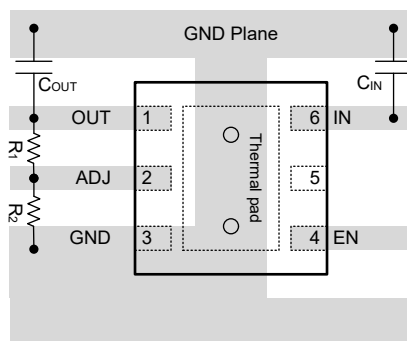 GND Plane
COUT
CIN
OUT 1
6 IN
R1
Thermal pad
ADJ 2
5
R2
GND 3
4 EN